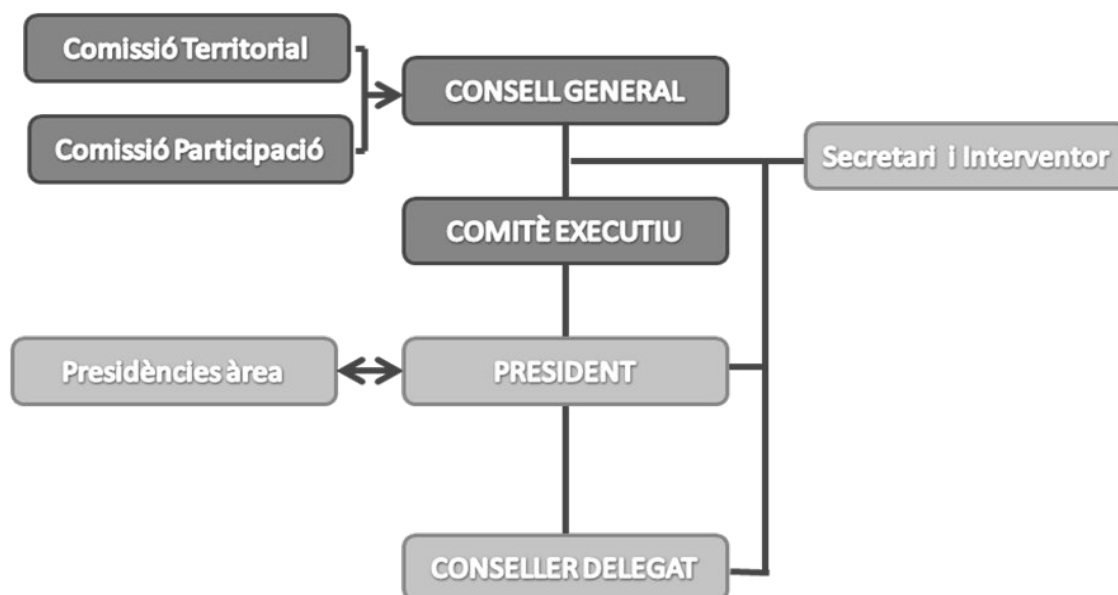 Comissió Territorial
CONSELL GENERAL
Comissió Participació
Secretari i Interventor
COMITÈ EXECUTIU
Presidències àrea
PRESIDENT
CONSELLER DELEGAT